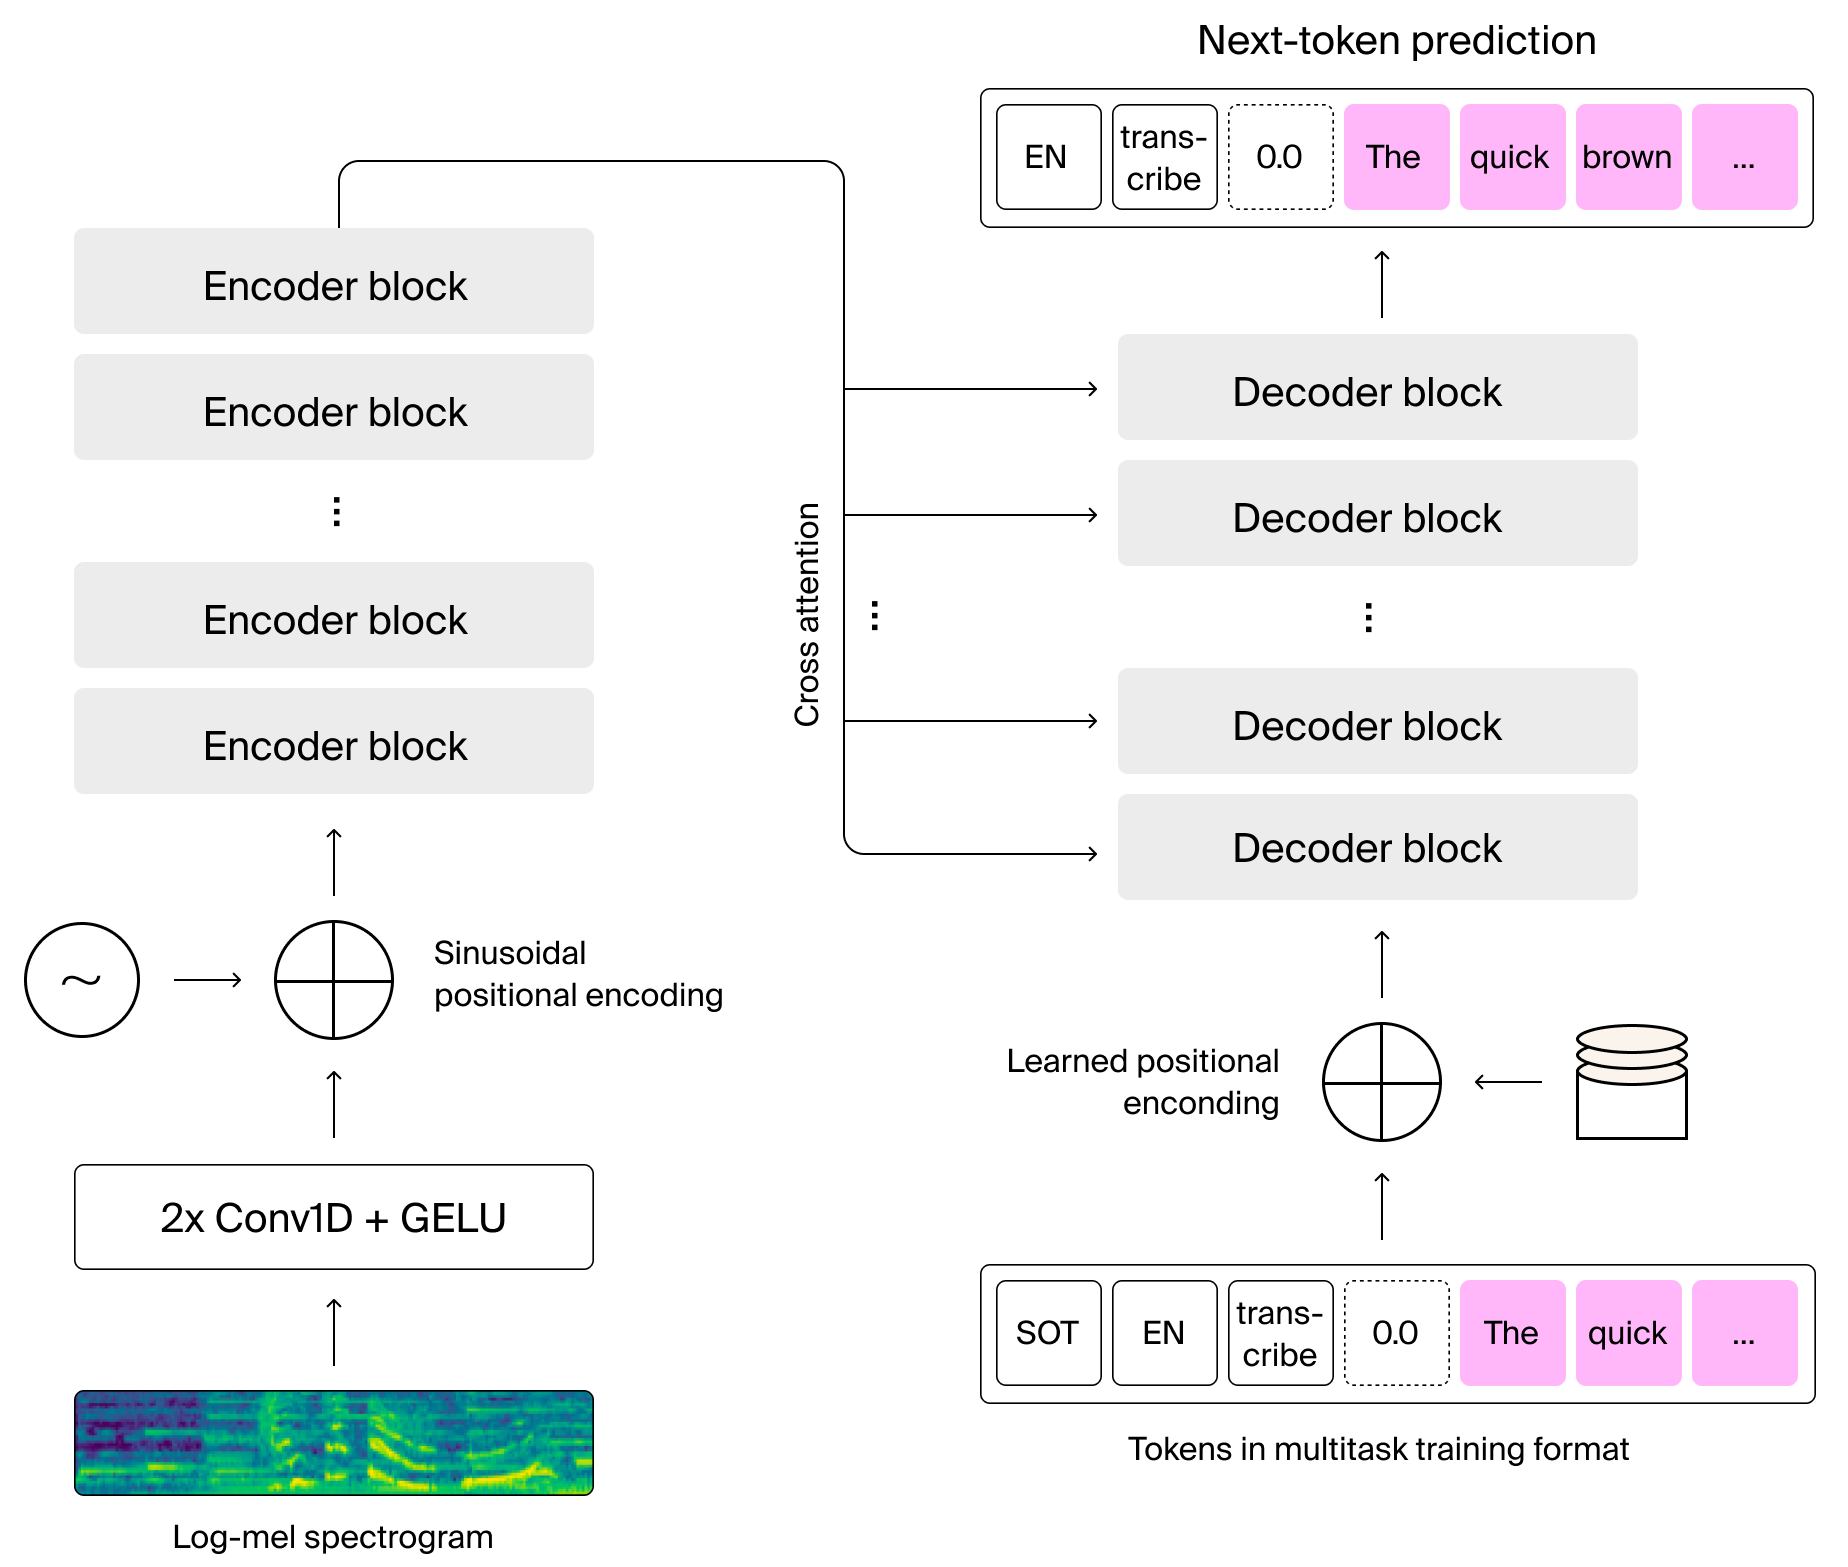 Next-token prediction
EN
trans-
cribe
0.0
The
quick
brown
...
Encoder block
Encoder block
Encoder block
Encoder block
Sinusoidal
positional encoding
~
2x Conv1D + GELU
Log-mel spectrogram
Cross attention
Decoder block
Decoder block
Decoder block
Decoder block
Learned positional
enconding
SOT
EN
trans-
cribe
0.0
The
quick
...
Tokens in multitask training format